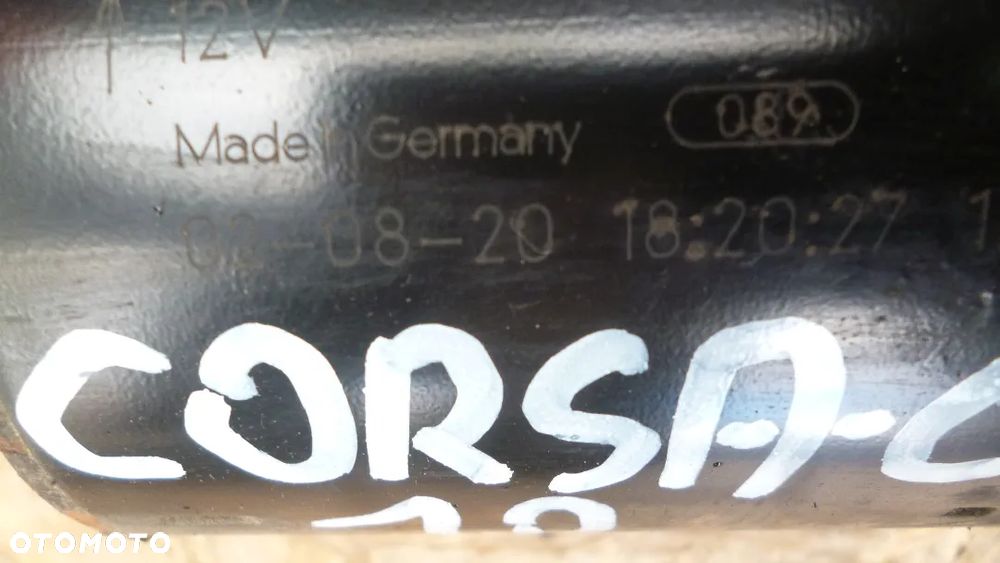 12V
Made in Germany 089
02-08-20 18:20:27
CORSA-C
OTOMOTO